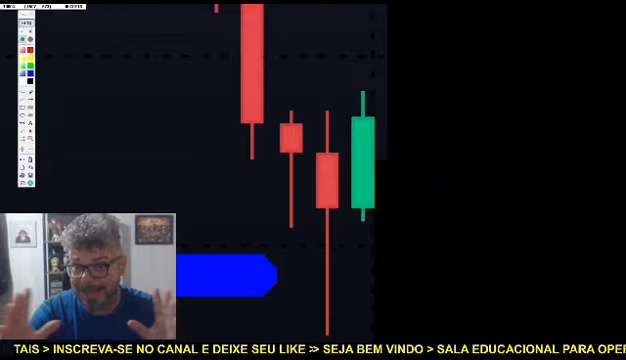 TAIS > INSCREVA-SE NO CANAL E DEIXE SEU LIKE >> SEJA BEM VINDO > SALA EDUCACIONAL PARA OPER